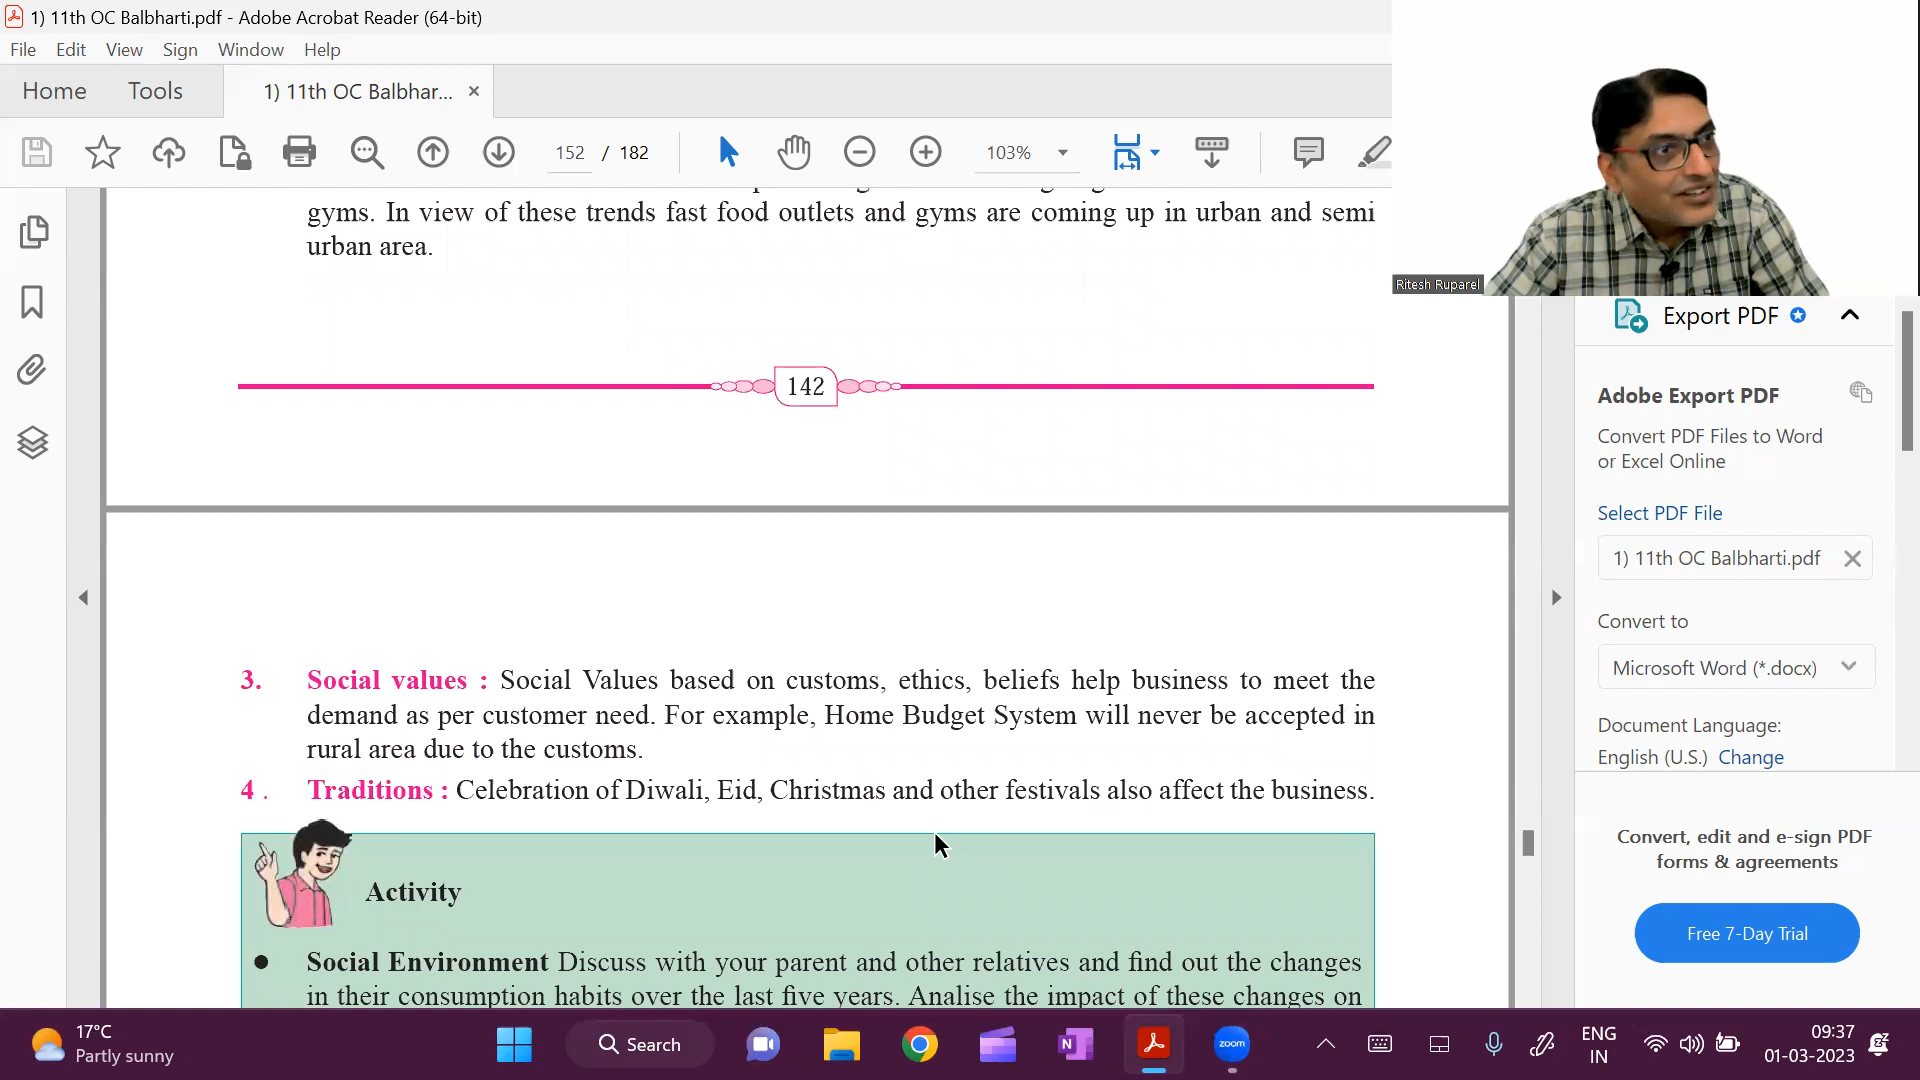 1) 11th OC Balbharti.pdf - Adobe Acrobat Reader (64-bit)
File Edit View Sign Window Help
Home Tools 1) 11th OC Balbhar... ×
152 / 182 103%
gyms. In view of these trends fast food outlets and gyms are coming up in urban and semi
urban area.
142
3. Social values : Social Values based on customs, ethics, beliefs help business to meet the
demand as per customer need. For example, Home Budget System will never be accepted in
rural area due to the customs.
4 . Traditions : Celebration of Diwali, Eid, Christmas and other festivals also affect the business.
Activity
● Social Environment Discuss with your parent and other relatives and find out the changes
in their consumption habits over the last five years. Analise the impact of these changes on
Ritesh Ruparel
Export PDF
Adobe Export PDF
Convert PDF Files to Word
or Excel Online
Select PDF File
1) 11th OC Balbharti.pdf
Convert to
Microsoft Word (*.docx)
Document Language:
English (U.S.) Change
Convert, edit and e-sign PDF
forms & agreements
Free 7-Day Trial
17°C
Partly sunny
Search
N
zoom
ENG
IN
09:37
01-03-2023